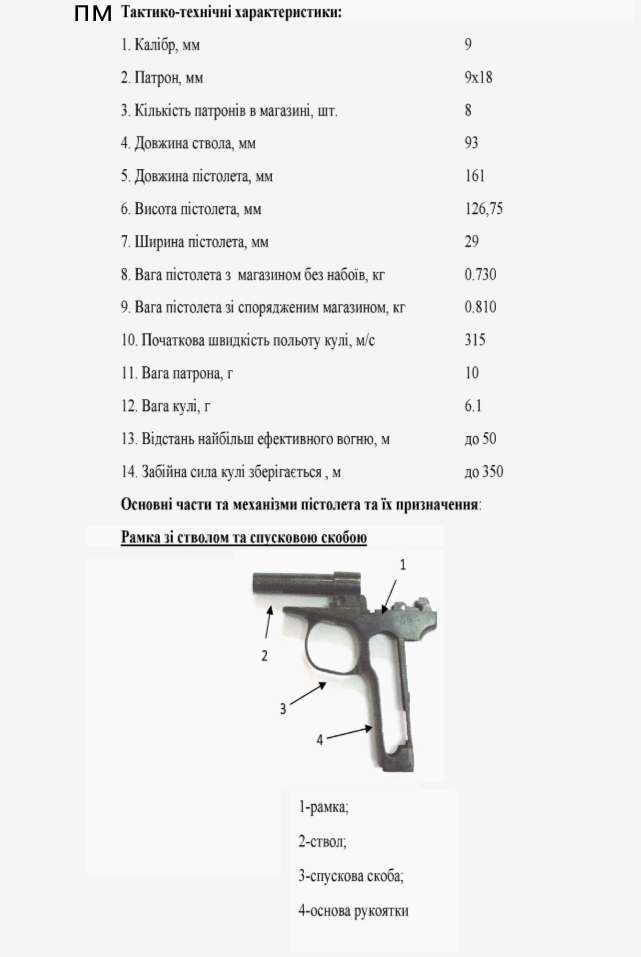 ПМ Тактико-технічні характеристики:
1. Калібр, мм 9
2. Патрон, мм 9х18
3. Кількість патронів в магазині, шт. 8
4. Довжина ствола, мм 93
5. Довжина пістолета, мм 161
6. Висота пістолета, мм 126,75
7. Ширина пістолета, мм 29
8. Вага пістолета з магазином без набоїв, кг 0.730
9. Вага пістолета зі спорядженим магазином, кг 0.810
10. Початкова швидкість польоту кулі, м/с 315
11. Вага патрона, г 10
12. Вага кулі, г 6.1
13. Відстань найбільш ефективного вогню, м до 50
14. Забійна сила кулі зберігається , м до 350
Основні части та механізми пістолета та їх призначення:
Рамка зі стволом та спусковою скобою
1
2
3
4
1-рамка;
2-ствол;
3-спускова скоба;
4-основа рукоятки